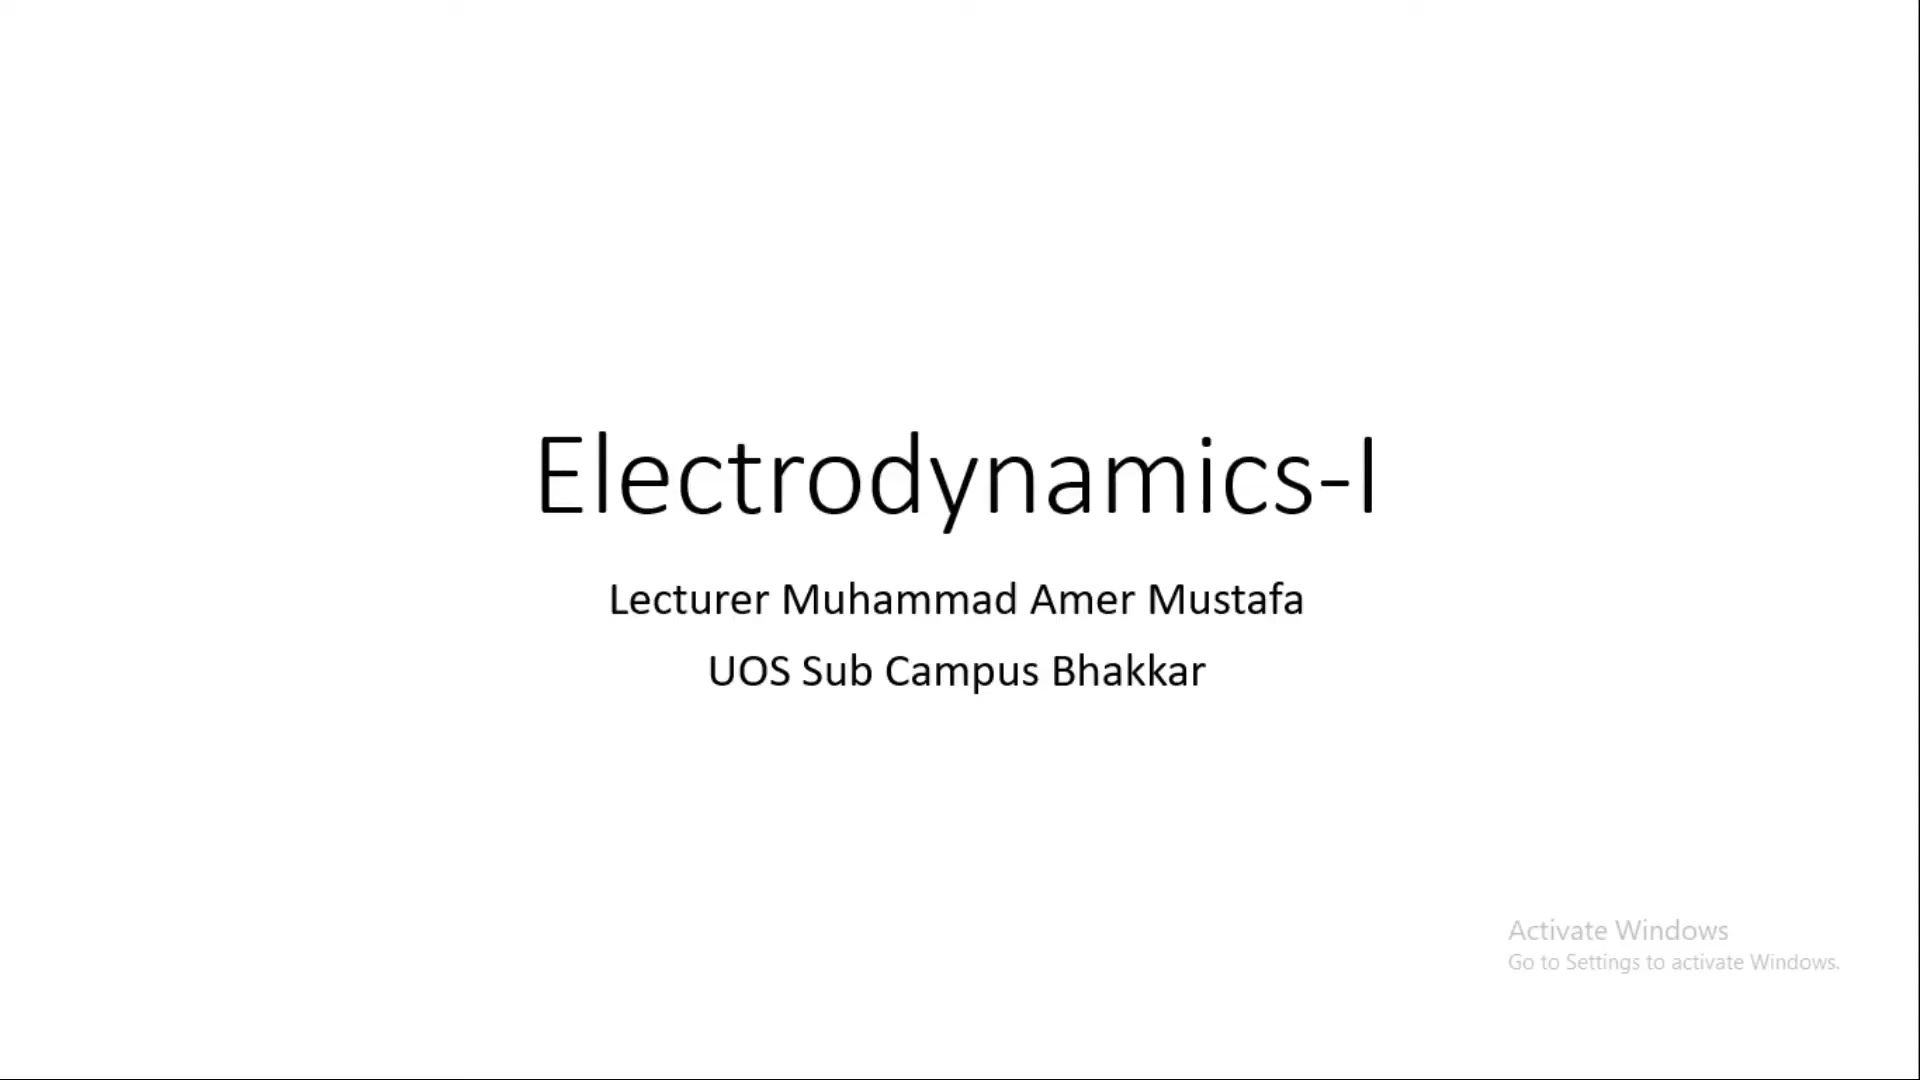 Electrodynamics-I
Lecturer Muhammad Amer Mustafa
UOS Sub Campus Bhakkar
Activate Windows
Go to Settings to activate Windows.